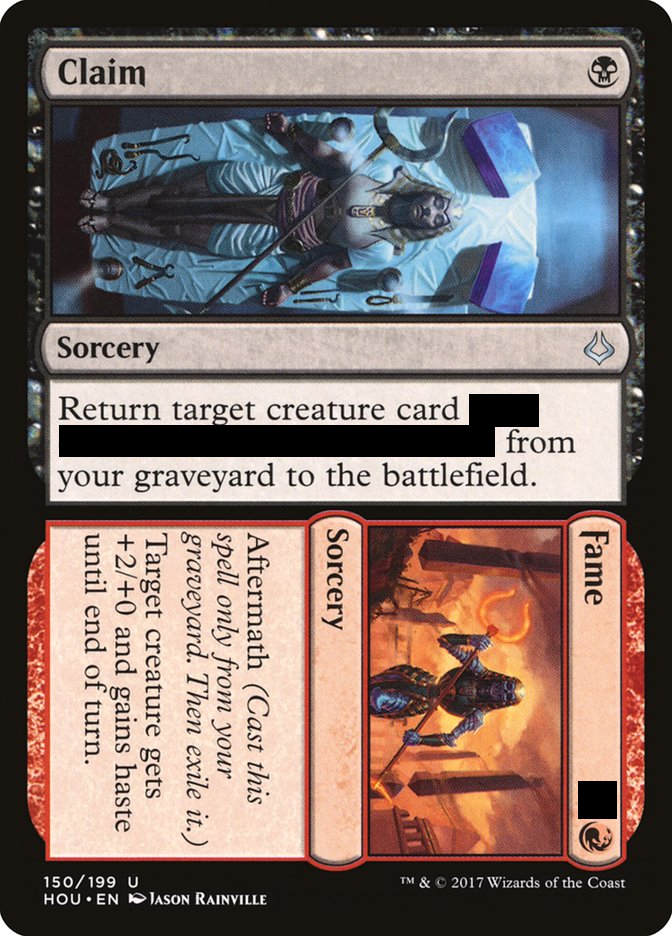 Claim
Sorcery
Return target creature card
from
your graveyard to the battlefield.
Fame
Sorcery
Aftermath (Cast this
spell only from your
graveyard. Then exile it.)
Target creature gets
+2/+0 and gains haste
until end of turn.
150/199 U
HOU • EN Jason Rainville
™ & © 2017 Wizards of the Coast